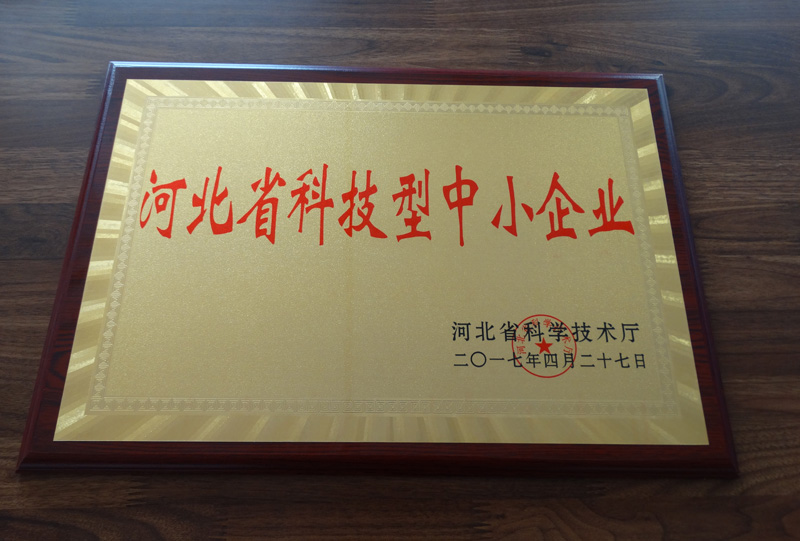 河北省科技型中小企业
河北省科学技术厅
二〇一七年四月二十七日